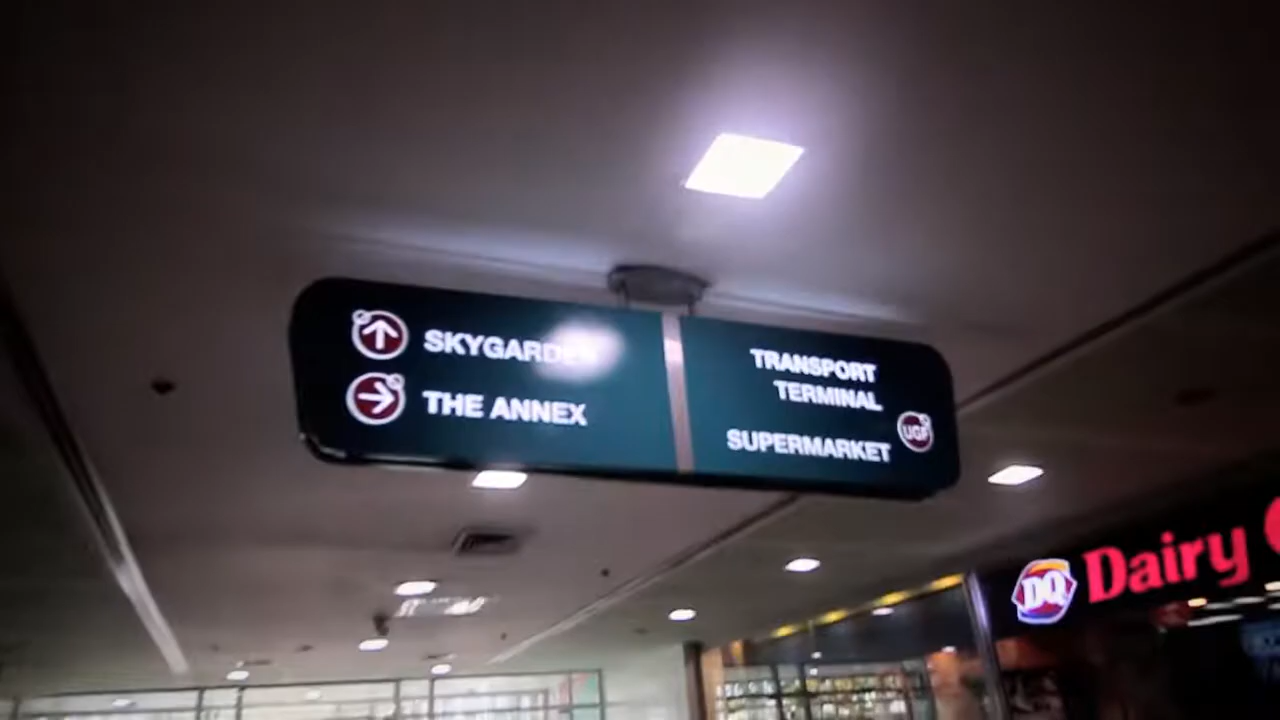 SKYGARDEN
THE ANNEX
TRANSPORT
TERMINAL
SUPERMARKET
UGF
DQ
Dairy